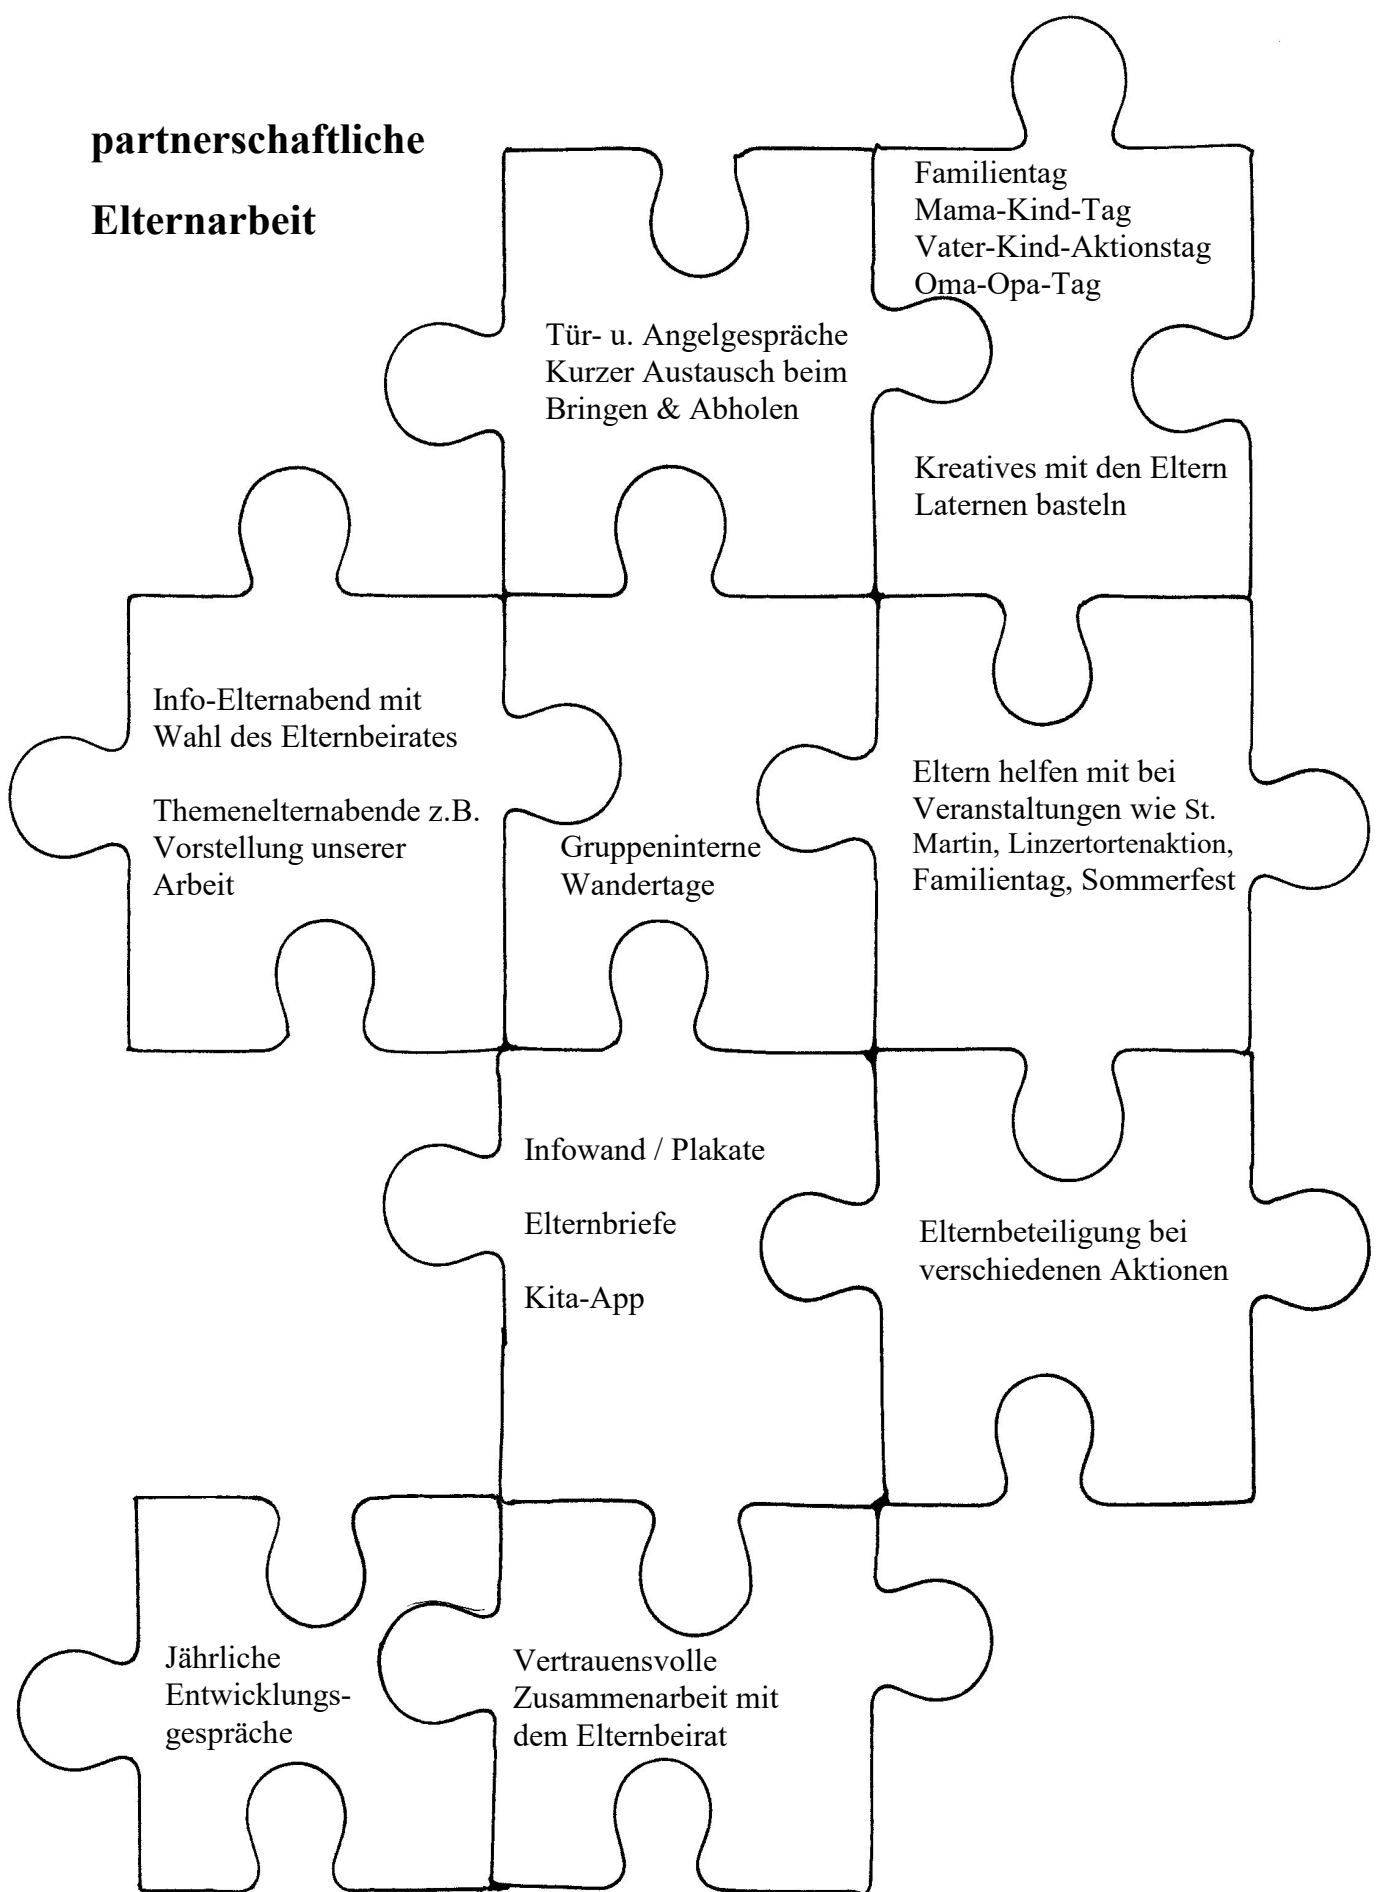 partnerschaftliche
Elternarbeit
Familientag
Mama-Kind-Tag
Vater-Kind-Aktionstag
Oma-Opa-Tag
Tür- u. Angelgespräche
Kurzer Austausch beim
Bringen & Abholen
Kreatives mit den Eltern
Laternen basteln
Info-Elternabend mit
Wahl des Elternbeirates
Themenelternabende z.B.
Vorstellung unserer
Arbeit
Gruppeninterne
Wandertage
Eltern helfen mit bei
Veranstaltungen wie St.
Martin, Linzertortenaktion,
Familientag, Sommerfest
Infowand / Plakate
Elternbriefe
Kita-App
Elternbeteiligung bei
verschiedenen Aktionen
Jährliche
Entwicklungs-
gespräche
Vertrauensvolle
Zusammenarbeit mit
dem Elternbeirat